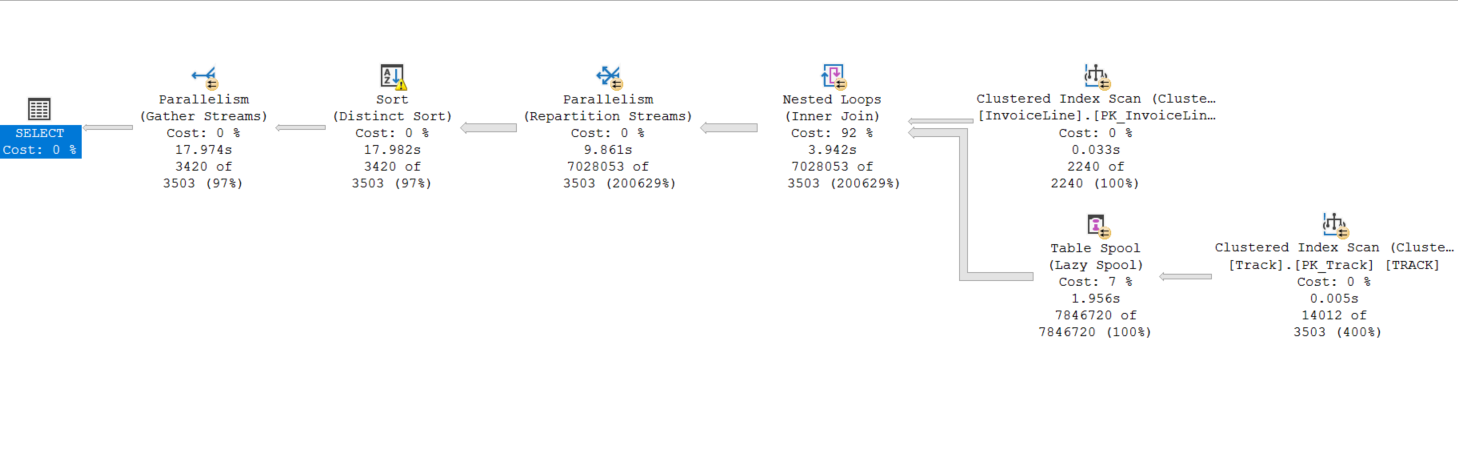 SELECT
Cost: 0 %
Parallelism
(Gather Streams)
Cost: 0 %
17.974s
3420 of
3503 (97%)
A
Z
Sort
(Distinct Sort)
Cost: 0 %
17.982s
3420 of
3503 (97%)
Parallelism
(Repartition Streams)
Cost: 0 %
9.861s
7028053 of
3503 (200629%)
Nested Loops
(Inner Join)
Cost: 92 %
3.942s
7028053 of
3503 (200629%)
Clustered Index Scan (Cluste…
[InvoiceLine].[PK_InvoiceLin…
Cost: 0 %
0.033s
2240 of
2240 (100%)
Table Spool
(Lazy Spool)
Cost: 7 %
1.956s
7846720 of
7846720 (100%)
Clustered Index Scan (Cluste…
[Track].[PK_Track] [TRACK]
Cost: 0 %
0.005s
14012 of
3503 (400%)